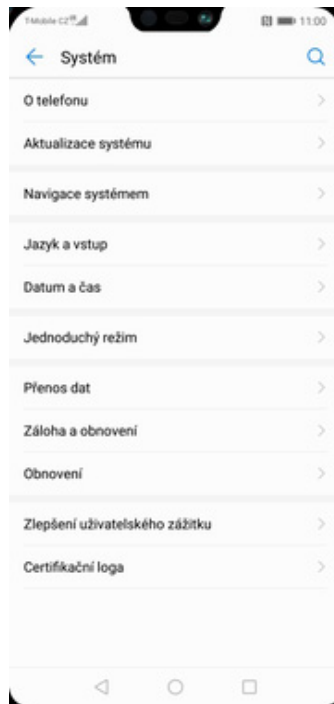 T-Mobile CZ
11:00
Systém
O telefonu
Aktualizace systému
Navigace systémem
Jazyk a vstup
Datum a čas
Jednoduchý režim
Přenos dat
Záloha a obnovení
Obnovení
Zlepšení uživatelského zážitku
Certifikační loga